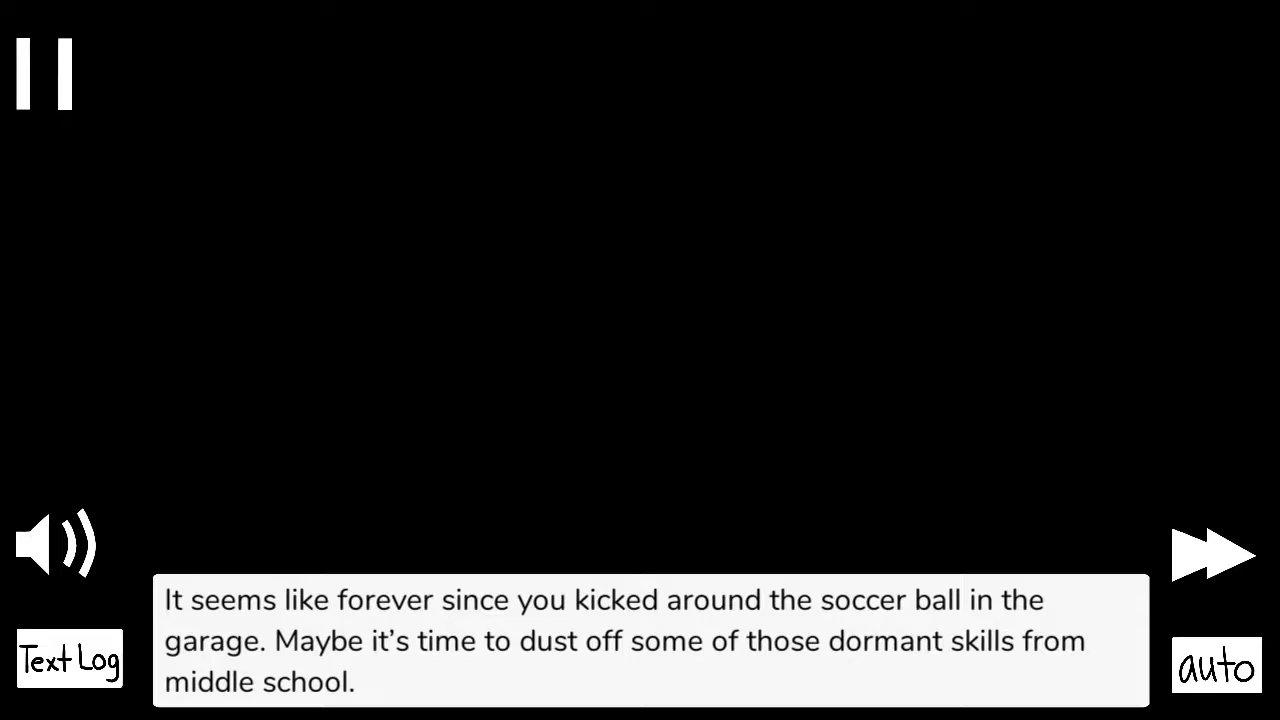 It seems like forever since you kicked around the soccer ball in the
garage. Maybe it’s time to dust off some of those dormant skills from
middle school.
Text Log
auto